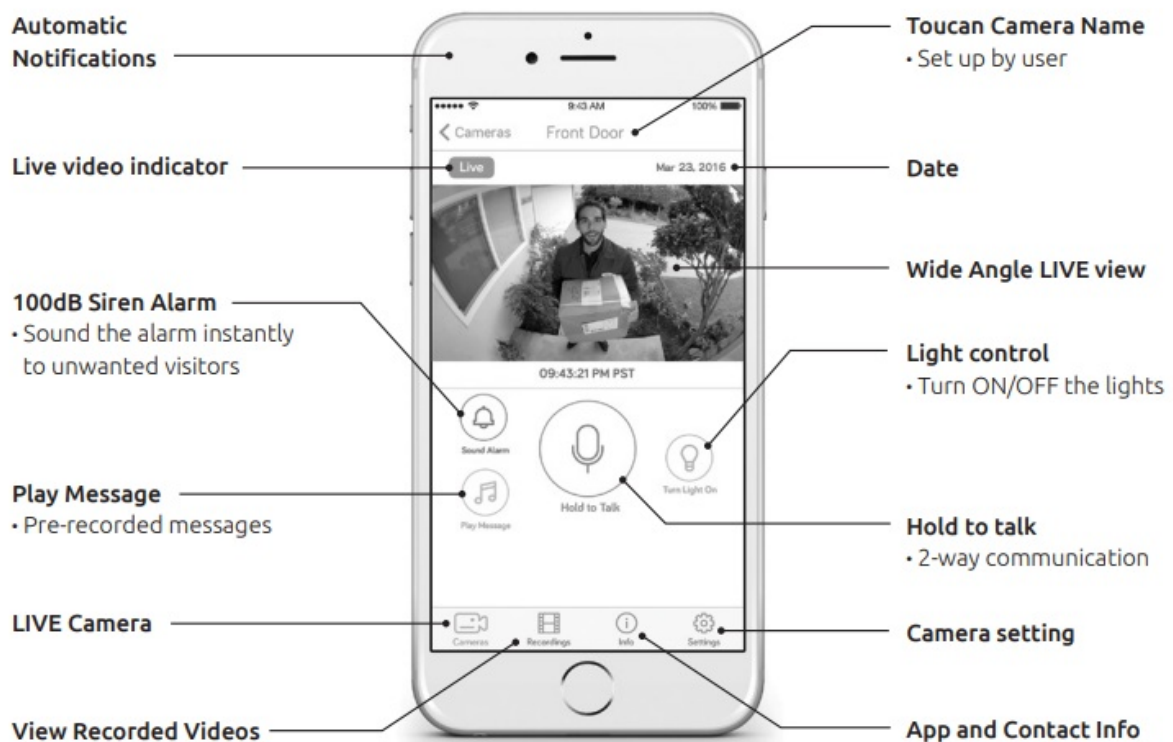 Automatic
Notifications
Toucan Camera Name
• Set up by user
9:43 AM
100%
Cameras
Front Door
Live video indicator
Live
Mar 23, 2016
Date
Wide Angle LIVE view
100dB Siren Alarm
• Sound the alarm instantly
to unwanted visitors
Light control
• Turn ON/OFF the lights
09:43:21 PM PST
Sound Alarm
Hold to Talk
Turn Light On
Play Message
• Pre-recorded messages
Play Message
Hold to talk
• 2-way communication
LIVE Camera
Cameras
Recordings
Info
Settings
Camera setting
View Recorded Videos
App and Contact Info